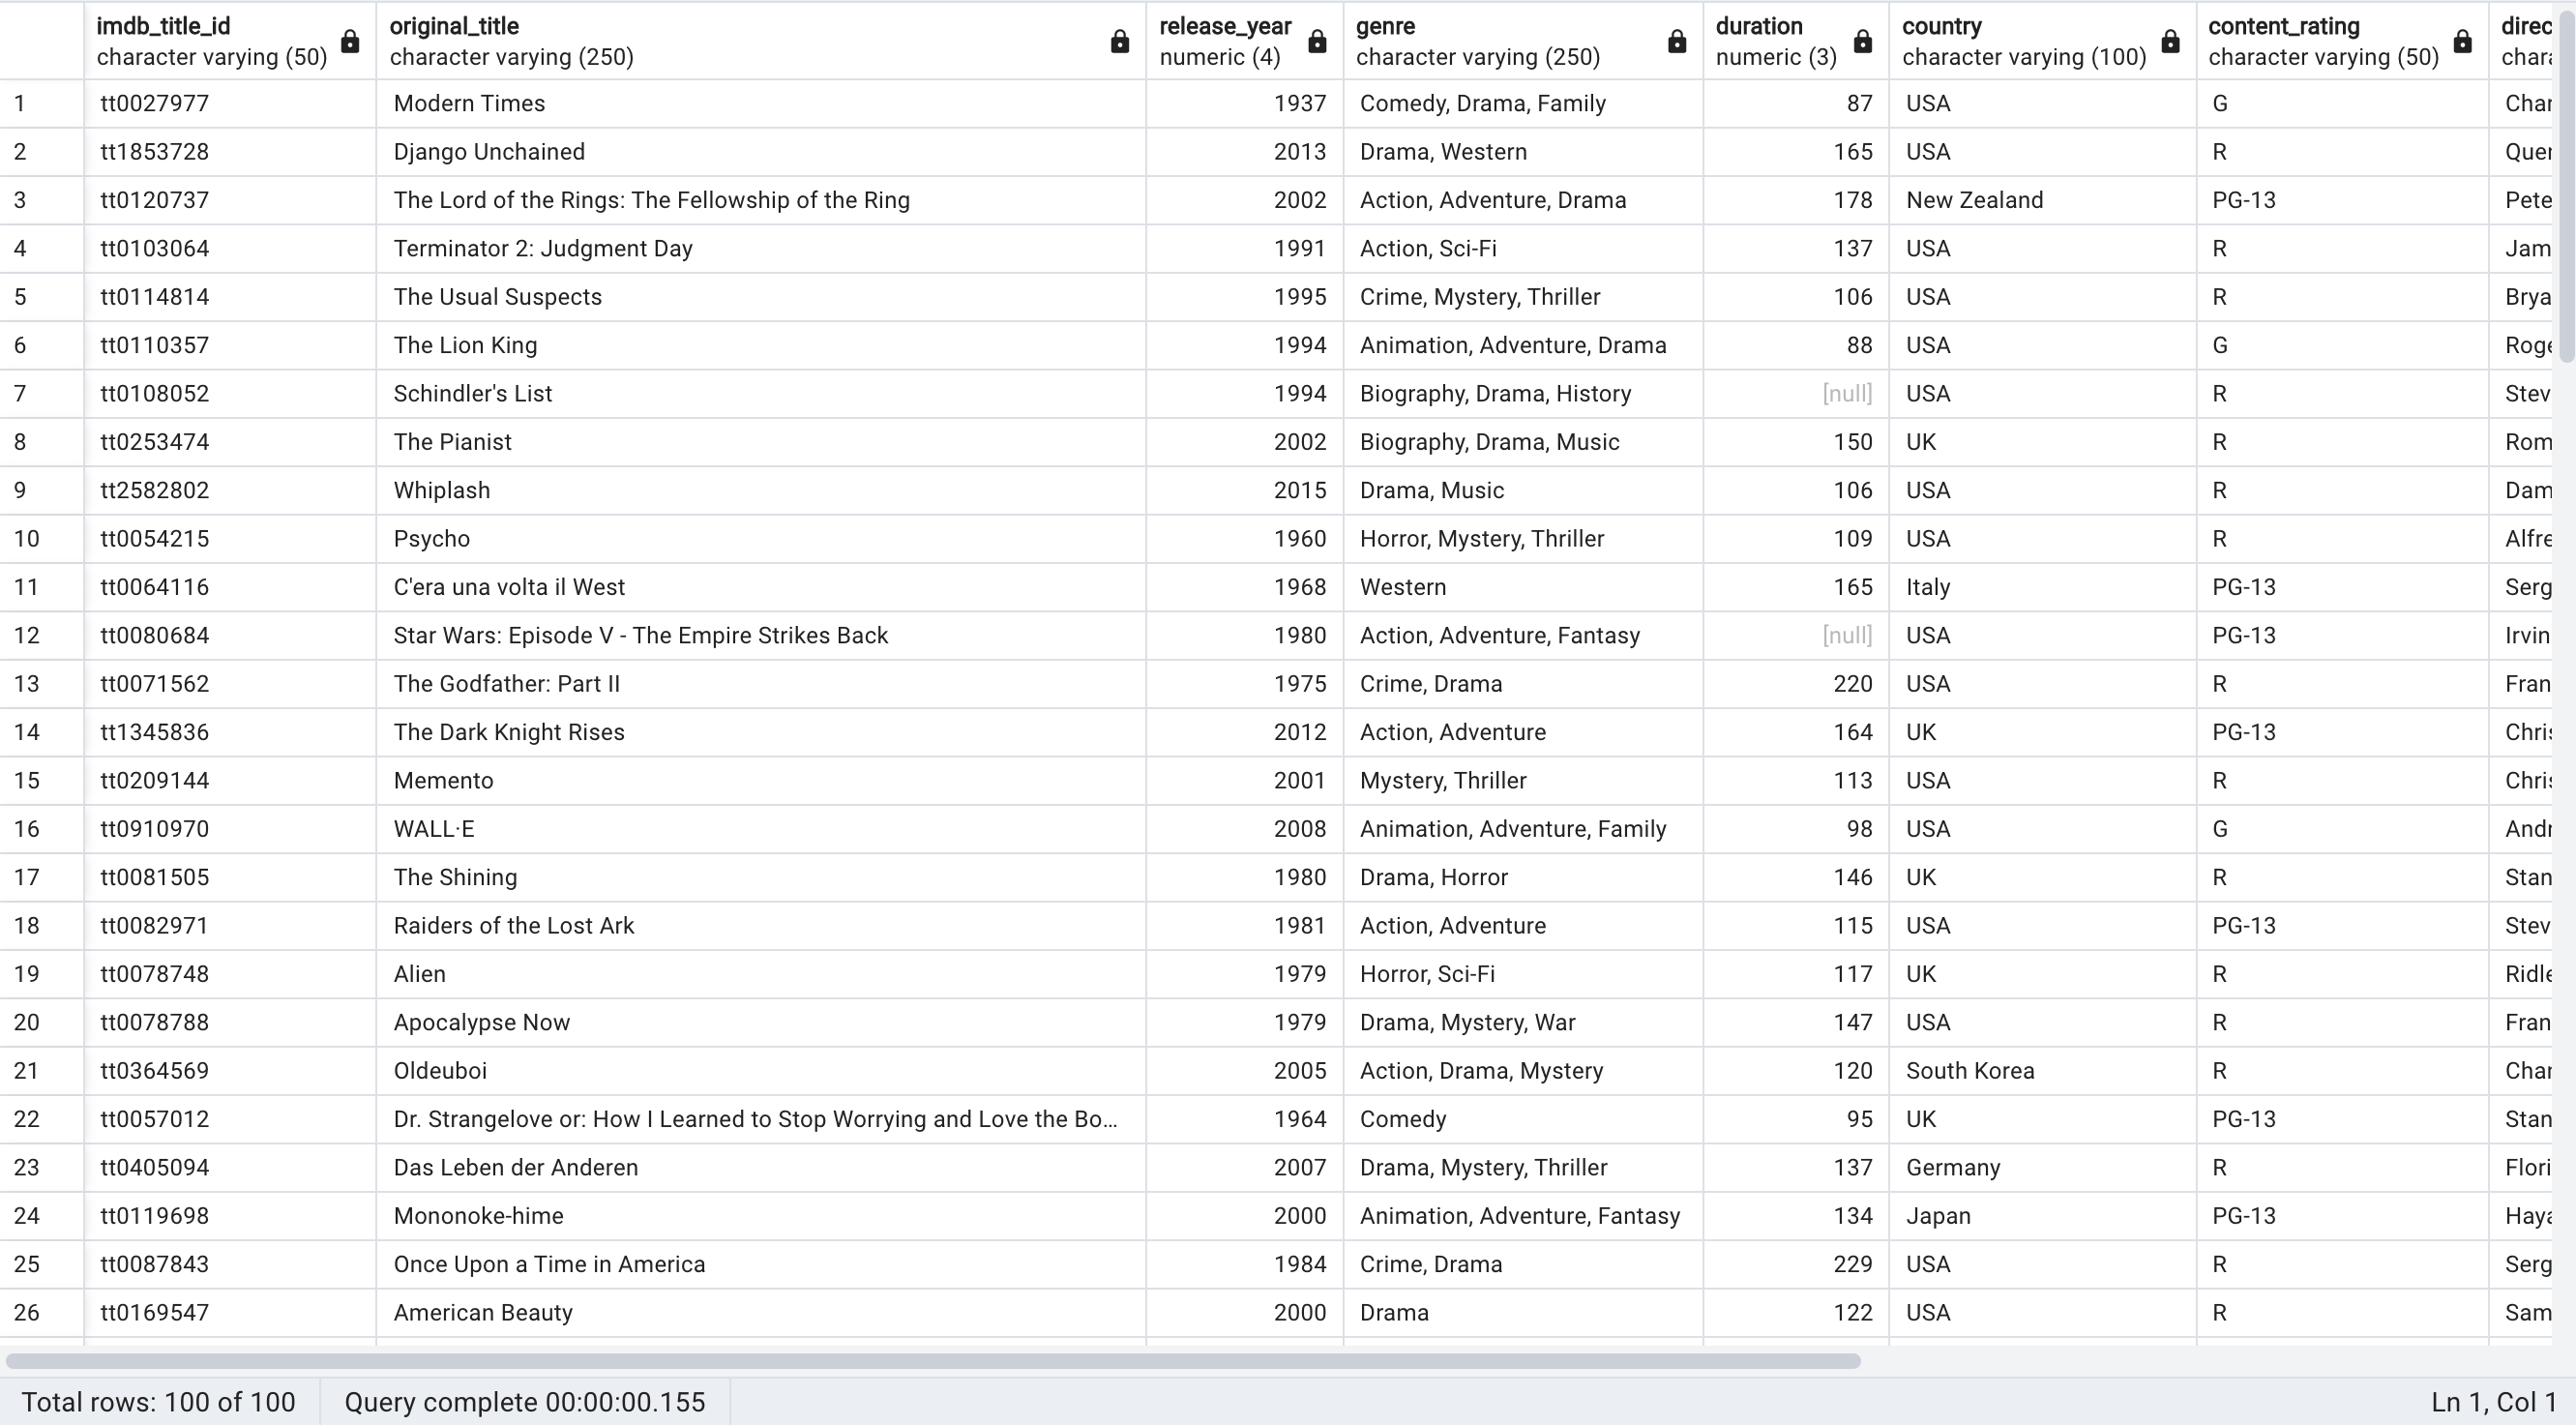 imdb_title_id original_title release_year genre duration country content_rating direc
character varying (50) character varying (250) numeric (4) character varying (250) numeric (3) character varying (100) character varying (50) chara
1 tt0027977 Modern Times 1937 Comedy, Drama, Family 87 USA G Char
2 tt1853728 Django Unchained 2013 Drama, Western 165 USA R Quer
3 tt0120737 The Lord of the Rings: The Fellowship of the Ring 2002 Action, Adventure, Drama 178 New Zealand PG-13 Pete
4 tt0103064 Terminator 2: Judgment Day 1991 Action, Sci-Fi 137 USA R Jam
5 tt0114814 The Usual Suspects 1995 Crime, Mystery, Thriller 106 USA R Brya
6 tt0110357 The Lion King 1994 Animation, Adventure, Drama 88 USA G Roge
7 tt0108052 Schindler's List 1994 Biography, Drama, History [null] USA R Stev
8 tt0253474 The Pianist 2002 Biography, Drama, Music 150 UK R Rom
9 tt2582802 Whiplash 2015 Drama, Music 106 USA R Dam
10 tt0054215 Psycho 1960 Horror, Mystery, Thriller 109 USA R Alfre
11 tt0064116 C'era una volta il West 1968 Western 165 Italy PG-13 Serg
12 tt0080684 Star Wars: Episode V - The Empire Strikes Back 1980 Action, Adventure, Fantasy [null] USA PG-13 Irvin
13 tt0071562 The Godfather: Part II 1975 Crime, Drama 220 USA R Fran
14 tt1345836 The Dark Knight Rises 2012 Action, Adventure 164 UK PG-13 Chris
15 tt0209144 Memento 2001 Mystery, Thriller 113 USA R Chris
16 tt0910970 WALL·E 2008 Animation, Adventure, Family 98 USA G Andr
17 tt0081505 The Shining 1980 Drama, Horror 146 UK R Stan
18 tt0082971 Raiders of the Lost Ark 1981 Action, Adventure 115 USA PG-13 Stev
19 tt0078748 Alien 1979 Horror, Sci-Fi 117 UK R Ridle
20 tt0078788 Apocalypse Now 1979 Drama, Mystery, War 147 USA R Fran
21 tt0364569 Oldeuboi 2005 Action, Drama, Mystery 120 South Korea R Char
22 tt0057012 Dr. Strangelove or: How I Learned to Stop Worrying and Love the Bo... 1964 Comedy 95 UK PG-13 Stan
23 tt0405094 Das Leben der Anderen 2007 Drama, Mystery, Thriller 137 Germany R Flori
24 tt0119698 Mononoke-hime 2000 Animation, Adventure, Fantasy 134 Japan PG-13 Haya
25 tt0087843 Once Upon a Time in America 1984 Crime, Drama 229 USA R Serg
26 tt0169547 American Beauty 2000 Drama 122 USA R Sam
Total rows: 100 of 100 Query complete 00:00:00.155 Ln 1, Col 1